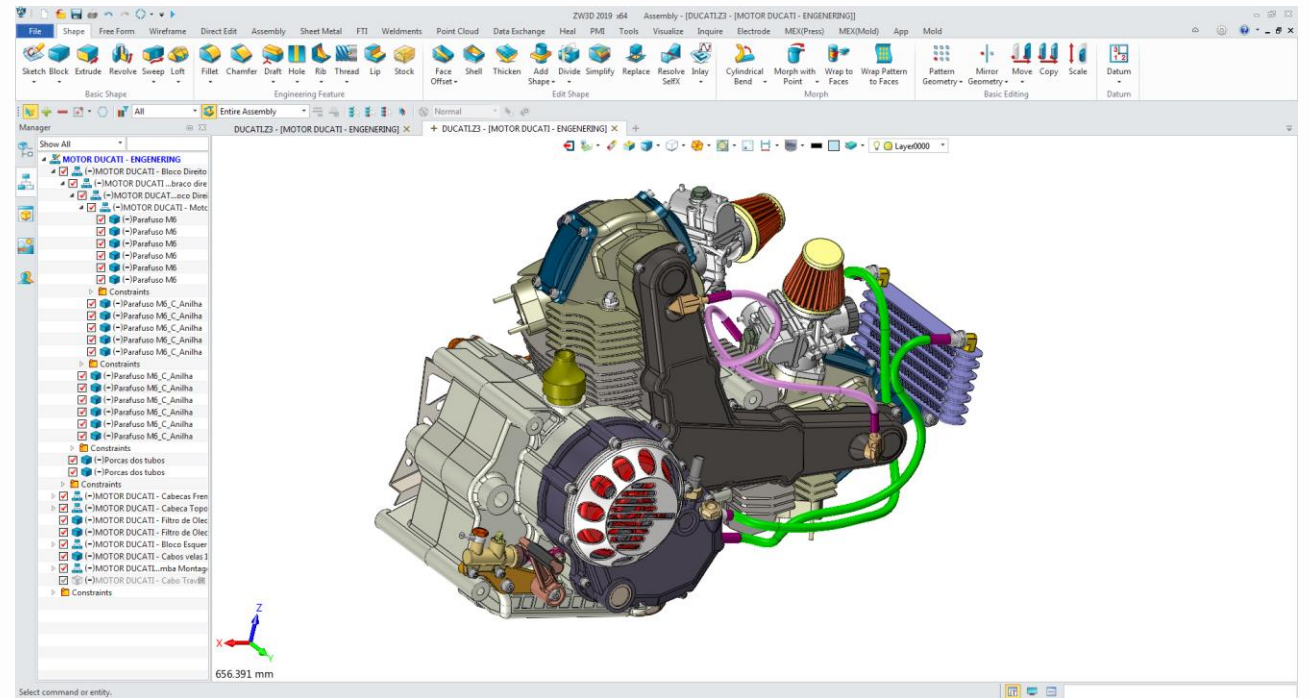 ZW3D 2019 x64 Assembly - [DUCATI.Z3 - [MOTOR DUCATI - ENGENERING]]
File Shape Free Form Wireframe Direct Edit Assembly Sheet Metal FTI Weldments Point Cloud Data Exchange Heal PMI Tools Visualize Inquire Electrode MEX(Press) MEX(Mold) App Mold
Sketch Block Extrude Revolve Sweep Loft Fillet Chamfer Draft Hole Rib Thread Lip Stock Face Offset Shell Thicken Add Shape Divide Simplify Replace Resolve SelfX Inlay Cylindrical Bend Morph with Point Wrap to Faces Wrap Pattern to Faces Pattern Geometry Mirror Geometry Move Copy Scale Datum
Basic Shape Engineering Feature Edit Shape Morph Basic Editing Datum
All Entire Assembly Normal
Manager DUCATI.Z3 - [MOTOR DUCATI - ENGENERING] DUCATI.Z3 - [MOTOR DUCATI - ENGENERING]
Show All Layer0000
MOTOR DUCATI - ENGENERING
(-)MOTOR DUCATI - Bloco Direito
(-)MOTOR DUCATI ...braco dire
(-)MOTOR DUCAT...oco Direi
(-)MOTOR DUCATI - Motc
(-)Parafuso M6
(-)Parafuso M6
(-)Parafuso M6
(-)Parafuso M6
(-)Parafuso M6
(-)Parafuso M6
Constraints
(-)Parafuso M6_C_Anilha
(-)Parafuso M6_C_Anilha
(-)Parafuso M6_C_Anilha
(-)Parafuso M6_C_Anilha
(-)Parafuso M6_C_Anilha
Constraints
(-)Parafuso M6_C_Anilha
(-)Parafuso M6_C_Anilha
(-)Parafuso M6_C_Anilha
(-)Parafuso M6_C_Anilha
(-)Parafuso M6_C_Anilha
(-)Parafuso M6_C_Anilha
Constraints
(-)Porcas dos tubos
(-)Porcas dos tubos
Constraints
(-)MOTOR DUCATI - Cabecas Fren
(-)MOTOR DUCATI - Cabeca Topo
(-)MOTOR DUCATI - Filtro de Olec
(-)MOTOR DUCATI - Filtro de Olec
(-)MOTOR DUCATI - Bloco Esquer
(-)MOTOR DUCATI - Cabos velas 1
(-)MOTOR DUCATI...mba Montag
(-)MOTOR DUCATI - Cabo Trav
Constraints
Z
X
Y
656.391 mm
Select command or entity.